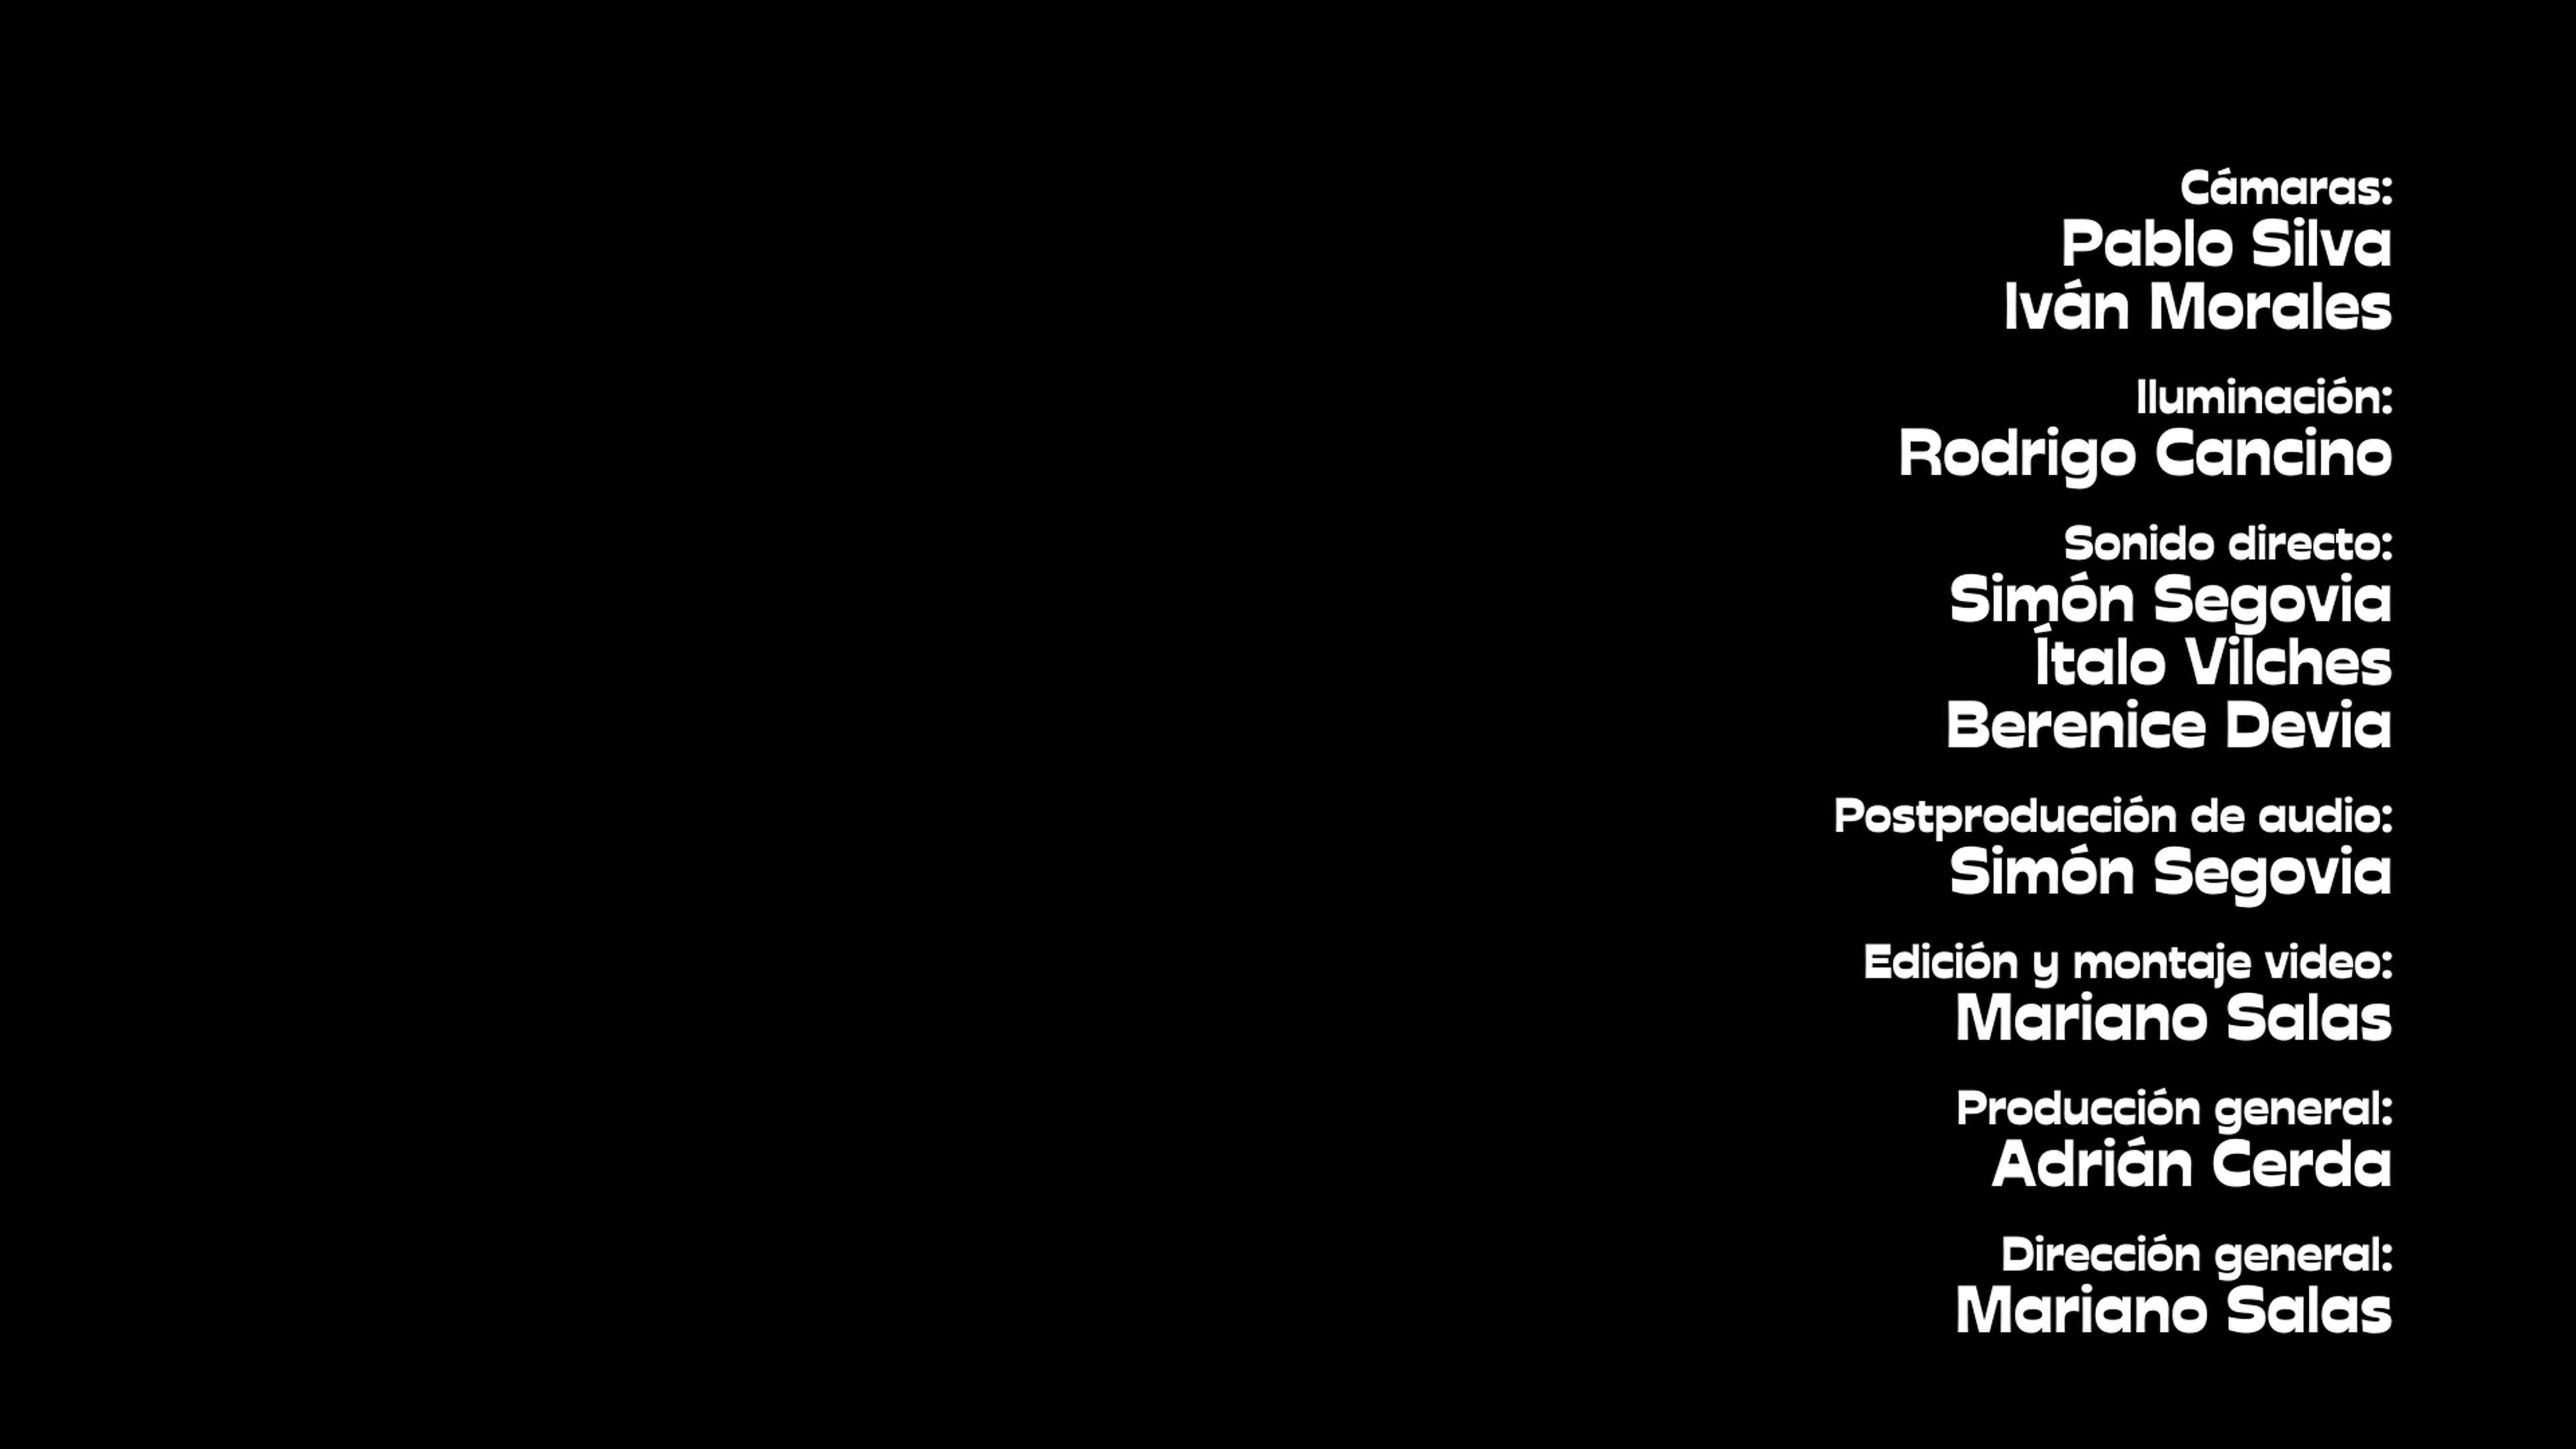 Cámaras:
Pablo Silva
Iván Morales
Iluminación:
Rodrigo Cancino
Sonido directo:
Simón Segovia
Ítalo Vilches
Berenice Devia
Postproducción de audio:
Simón Segovia
Edición y montaje video:
Mariano Salas
Producción general:
Adrián Cerda
Dirección general:
Mariano Salas